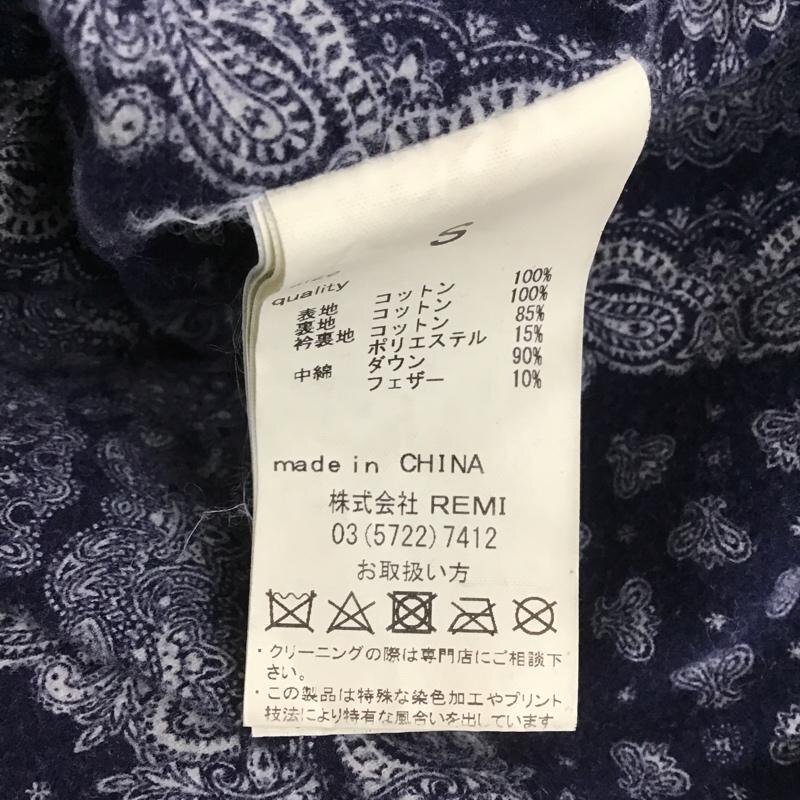 S
size
quality
表地 コットン 100%
裏地 コットン 100%
衿裏地 コットン 85%
ポリエステル 15%
中綿 ダウン 90%
フェザー 10%
made in CHINA
株式会社 REMI
03(5722)7412
お取扱い方
・クリーニングの際は専門店にご相談下
さい。
・この製品は特殊な染色加工やプリント
技法により特有な風合いを出しています